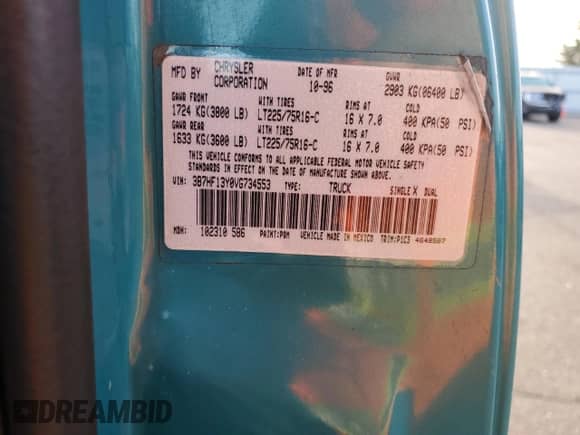 MFD BY CHRYSLER CORPORATION DATE OF MFR 10-96 GVWR 2903 KG(06400 LB)
GAWR FRONT WITH TIRES RIMS AT COLD
1724 KG(3800 LB) LT225/75R16-C 16 X 7.0 400 KPA(50 PSI)
GAWR REAR WITH TIRES RIMS AT COLD
1633 KG(3600 LB) LT225/75R16-C 16 X 7.0 400 KPA(50 PSI)
THIS VEHICLE CONFORMS TO ALL APPLICABLE FEDERAL MOTOR VEHICLE SAFETY
STANDARDS IN EFFECT ON THE DATE OF MANUFACTURE SHOWN ABOVE.
VIN: 3B7HF13Y0VG734553 TYPE: TRUCK SINGLE X DUAL
MDH: 102310 586 PAINT:PDM VEHICLE MADE IN MEXICO TRIM:PIC3 4648587
DREAMBID